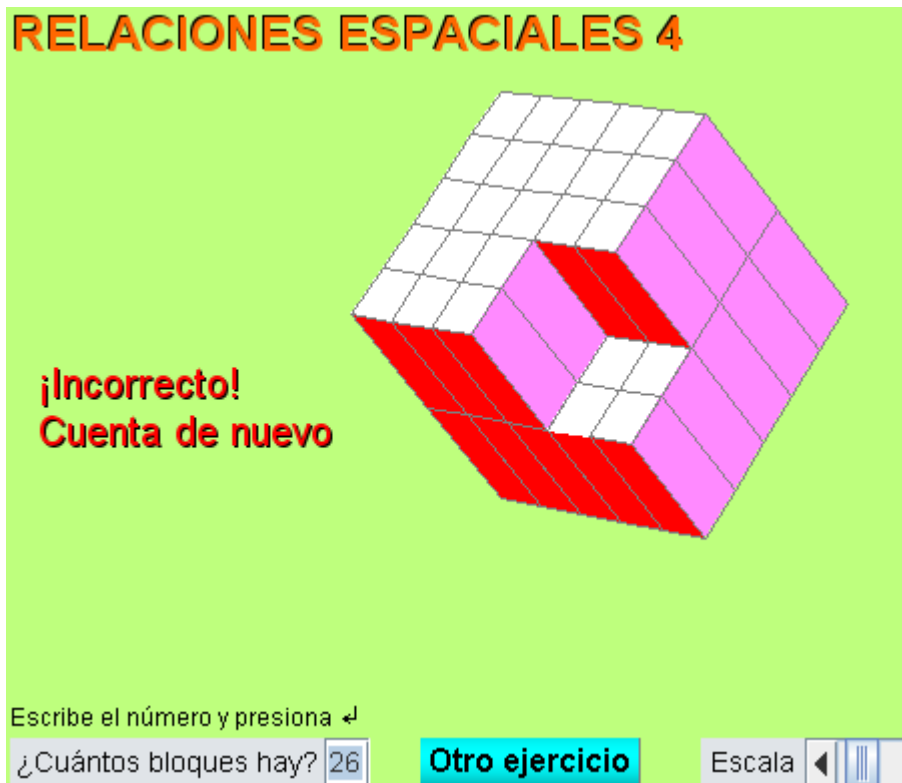 RELACIONES ESPACIALES 4
¡Incorrecto!
Cuenta de nuevo
Escribe el número y presiona ↲
¿Cuántos bloques hay? 26
Otro ejercicio
Escala